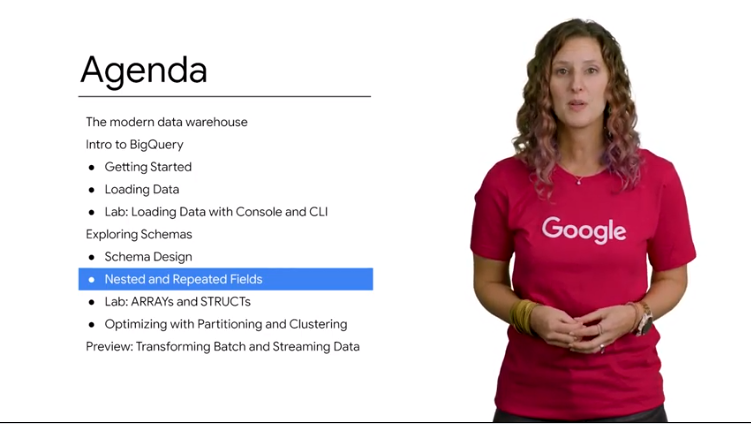 Agenda
The modern data warehouse
Intro to BigQuery
● Getting Started
● Loading Data
● Lab: Loading Data with Console and CLI
Exploring Schemas
● Schema Design
● Nested and Repeated Fields
● Lab: ARRAYs and STRUCTs
● Optimizing with Partitioning and Clustering
Preview: Transforming Batch and Streaming Data
Google